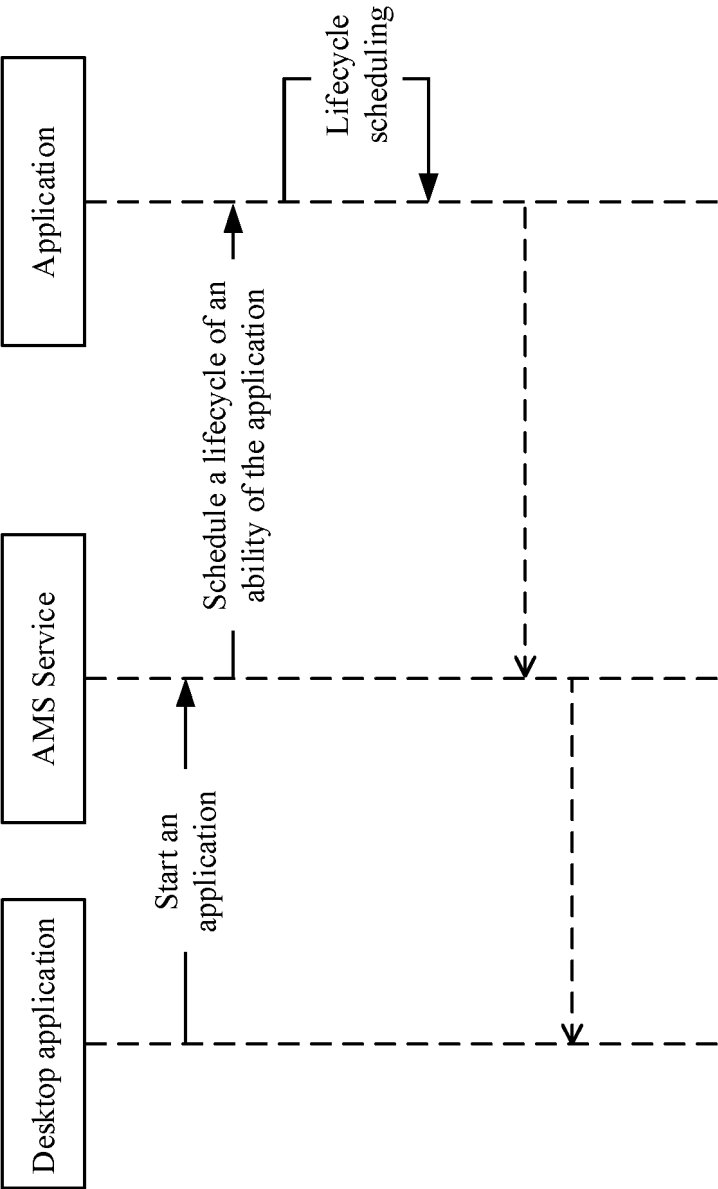 Desktop application
AMS Service
Application
Start an
application
Schedule a lifecycle of an
ability of the application
Lifecycle
scheduling